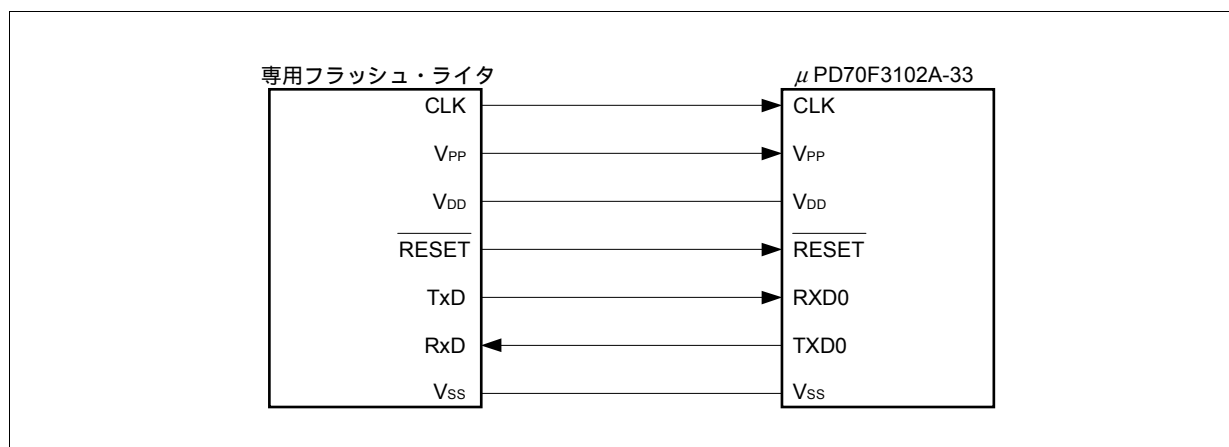 専用フラッシュ・ライタ
CLK
VPP
VDD
RESET
TxD
RxD
VSS
μPD70F3102A-33
CLK
VPP
VDD
RESET
RXD0
TXD0
VSS